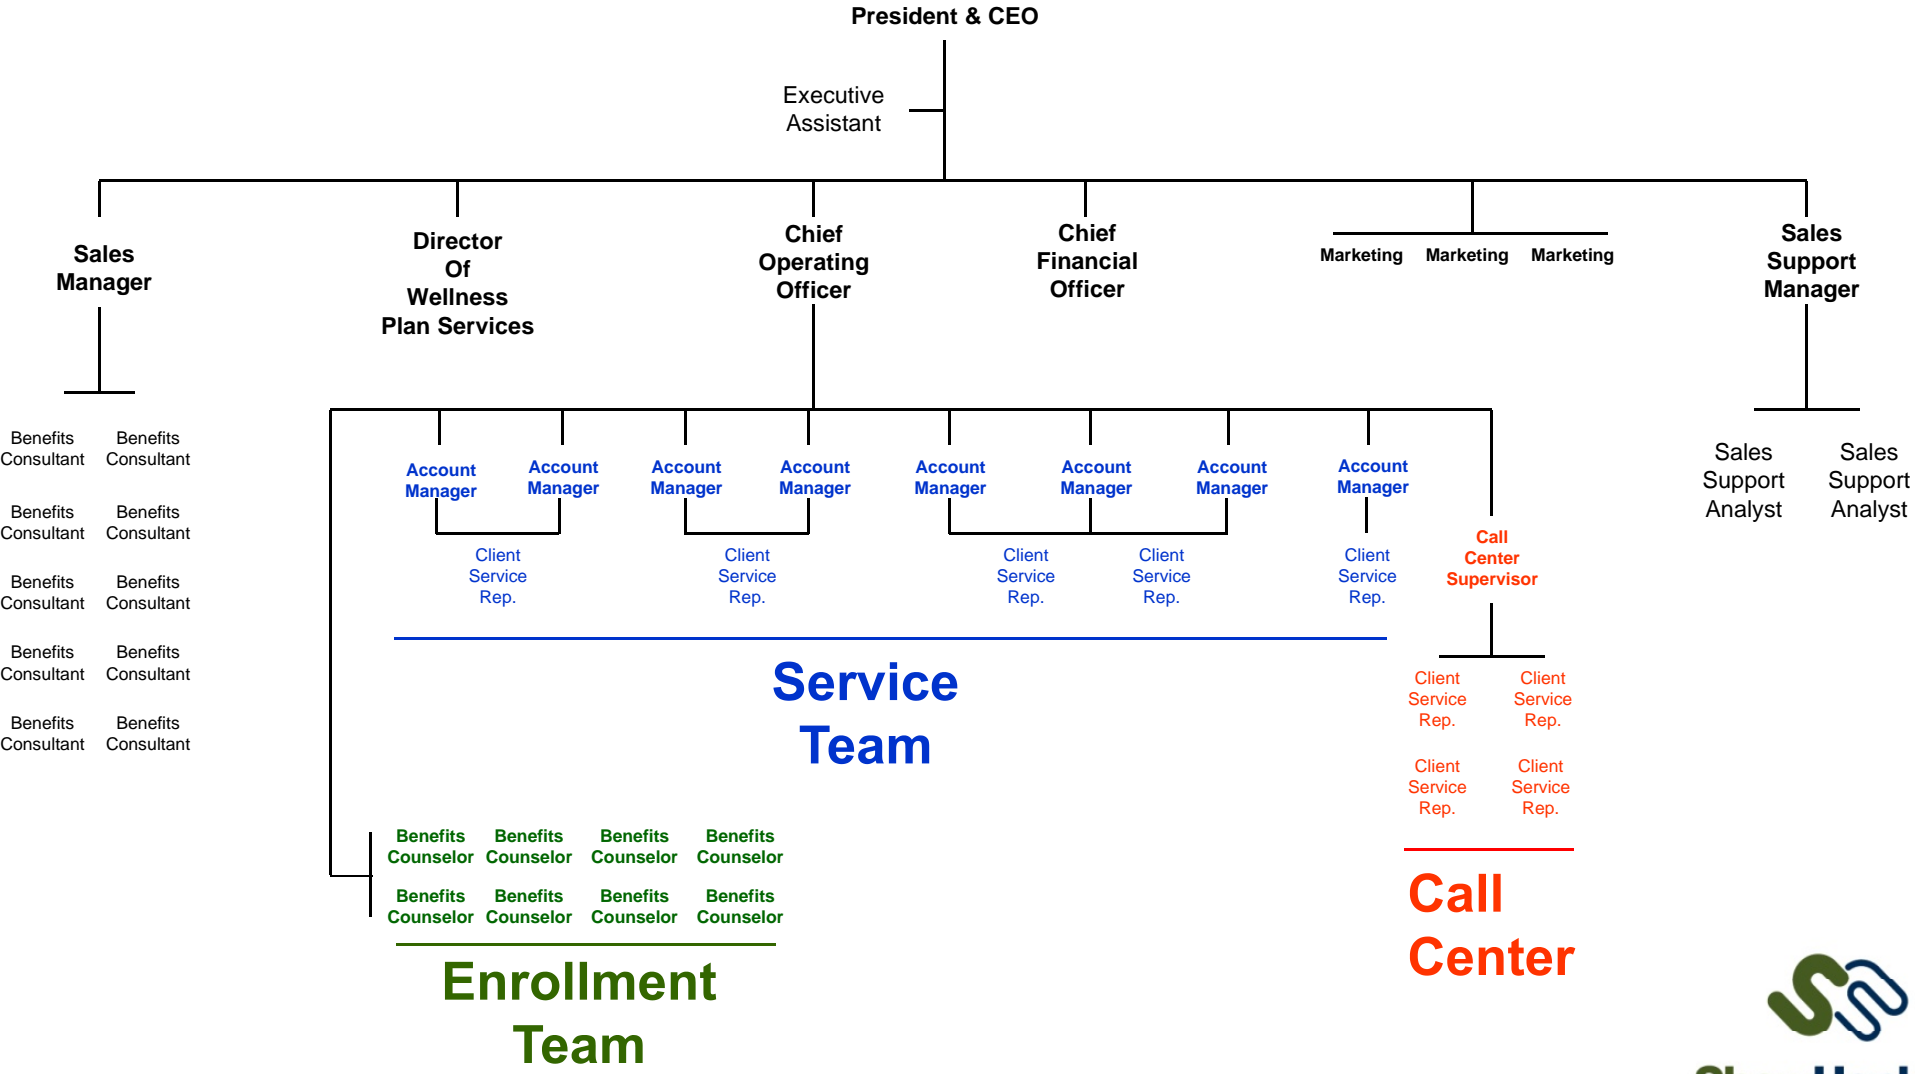 President & CEO
Executive
Assistant
Sales
Manager
Director
Of
Wellness
Plan Services
Chief
Operating
Officer
Chief
Financial
Officer
Marketing Marketing Marketing
Sales
Support
Manager
Benefits Benefits
Consultant Consultant
Benefits Benefits
Consultant Consultant
Benefits Benefits
Consultant Consultant
Benefits Benefits
Consultant Consultant
Benefits Benefits
Consultant Consultant
Account Account Account Account Account Account Account Account
Manager Manager Manager Manager Manager Manager Manager Manager
Client Client Client Client Client
Service Service Service Service Service
Rep. Rep. Rep. Rep. Rep.
Service
Team
Call
Center
Supervisor
Client Client
Service Service
Rep. Rep.
Client Client
Service Service
Rep. Rep.
Call
Center
Sales Sales
Support Support
Analyst Analyst
Benefits Benefits Benefits Benefits
Counselor Counselor Counselor Counselor
Benefits Benefits Benefits Benefits
Counselor Counselor Counselor Counselor
Enrollment
Team